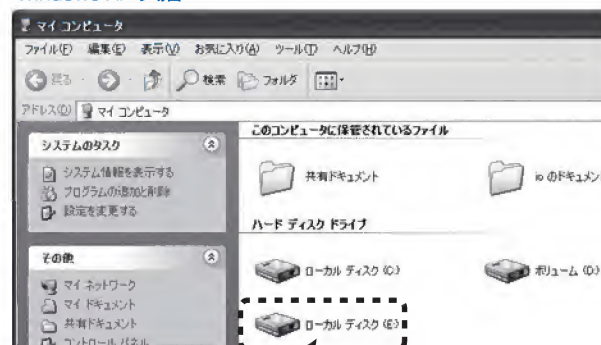 マイ コンピュータ
ファイル(F) 編集(E) 表示(V) お気に入り(A) ツール(T) ヘルプ(H)
戻る 検索 フォルダ
アドレス(D) マイ コンピュータ
システムのタスク
システム情報を表示する
プログラムの追加と削除
設定を変更する
その他
マイ ネットワーク
マイ ドキュメント
共有ドキュメント
コントロール パネル
このコンピュータに保管されているファイル
共有ドキュメント
io のドキュメ
ハード ディスク ドライブ
ローカル ディスク (C:)
ボリューム (D:)
ローカル ディスク (E:)